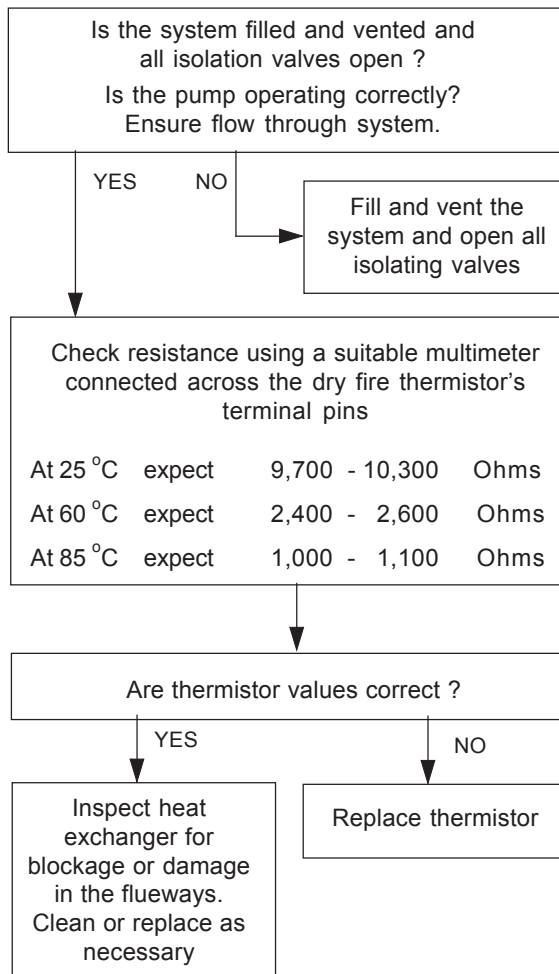 Is the system filled and vented and
all isolation valves open ?
Is the pump operating correctly?
Ensure flow through system.
YES
NO
Fill and vent the
system and open all
isolating valves
Check resistance using a suitable multimeter
connected across the dry fire thermistor's
terminal pins
At 25 °C expect 9,700 - 10,300 Ohms
At 60 °C expect 2,400 - 2,600 Ohms
At 85 °C expect 1,000 - 1,100 Ohms
Are thermistor values correct ?
YES
NO
Inspect heat
exchanger for
blockage or damage
in the flueways.
Clean or replace as
necessary
Replace thermistor